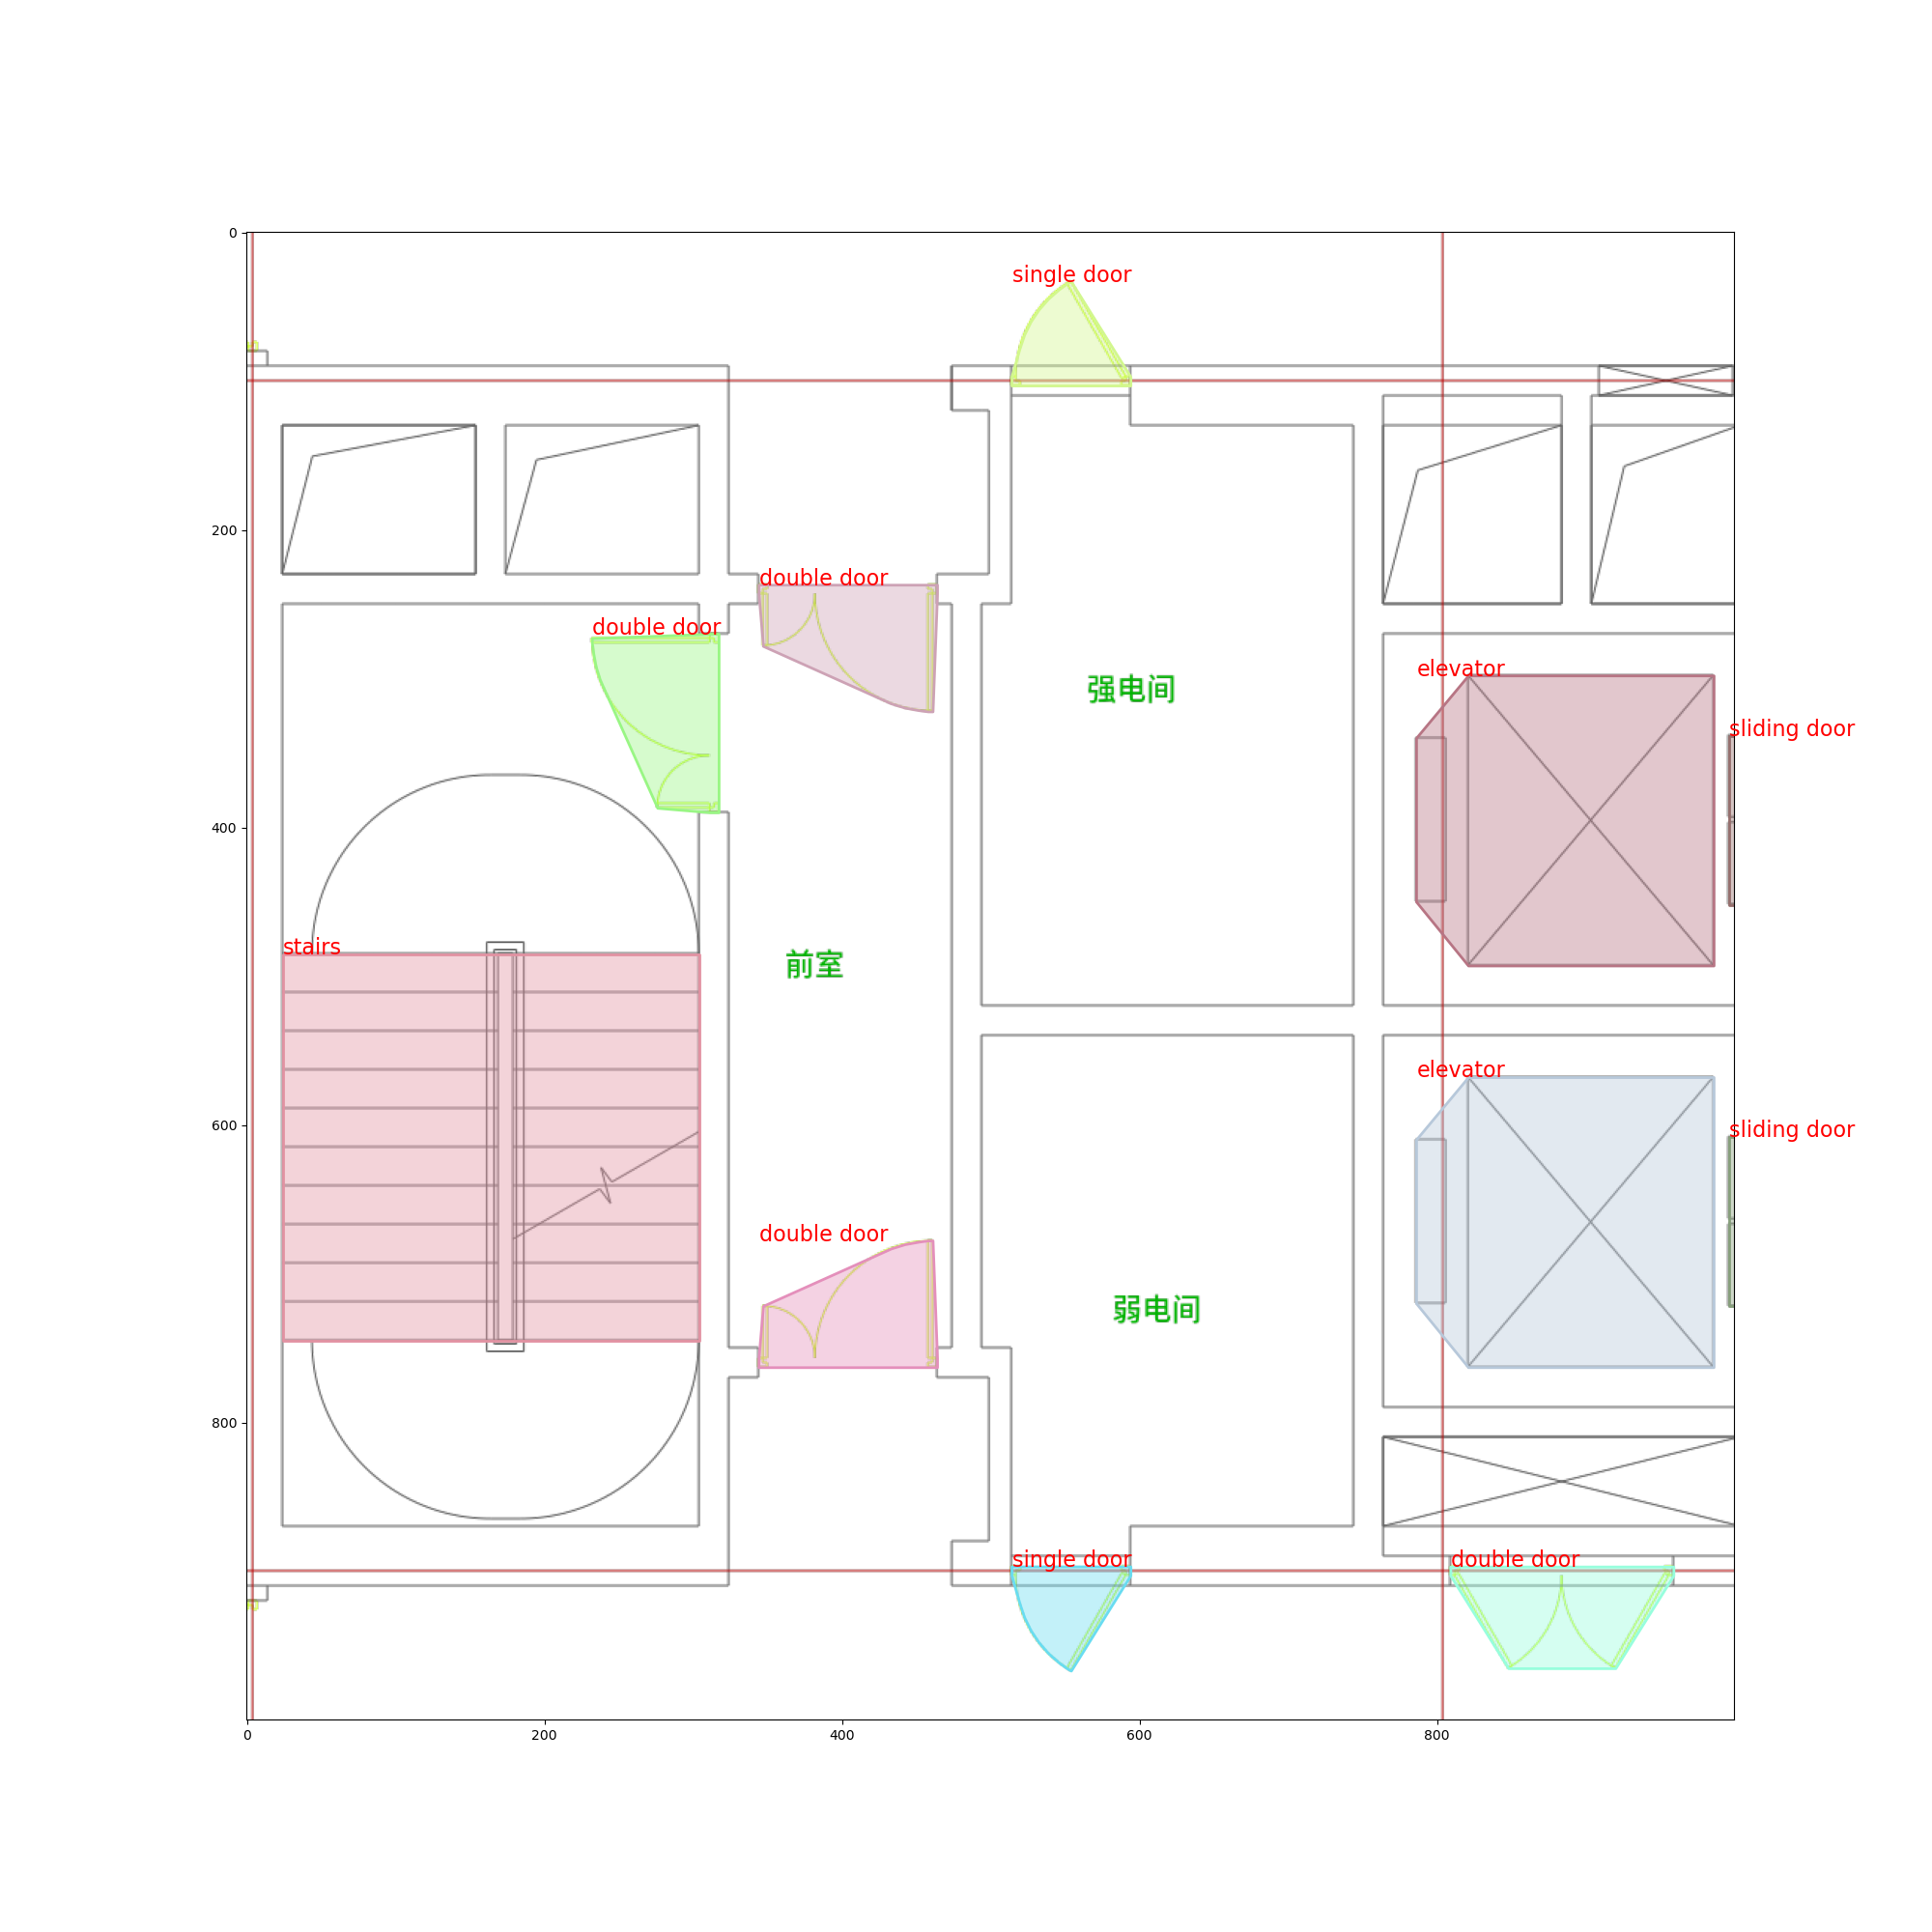 0
single door
200
double door
double door
强电间
elevator
sliding door
400
stairs
前室
elevator
600
sliding door
double door
弱电间
800
single door
double door
0
200
400
600
800